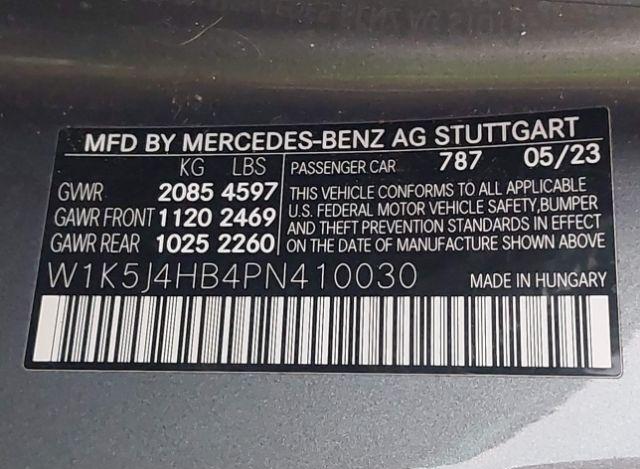 MFD BY MERCEDES-BENZ AG STUTTGART
KG LBS
GVWR 2085 4597
GAWR FRONT 1120 2469
GAWR REAR 1025 2260
PASSENGER CAR 787 05/23
THIS VEHICLE CONFORMS TO ALL APPLICABLE
U.S. FEDERAL MOTOR VEHICLE SAFETY,BUMPER
AND THEFT PREVENTION STANDARDS IN EFFECT
ON THE DATE OF MANUFACTURE SHOWN ABOVE
W1K5J4HB4PN410030 MADE IN HUNGARY